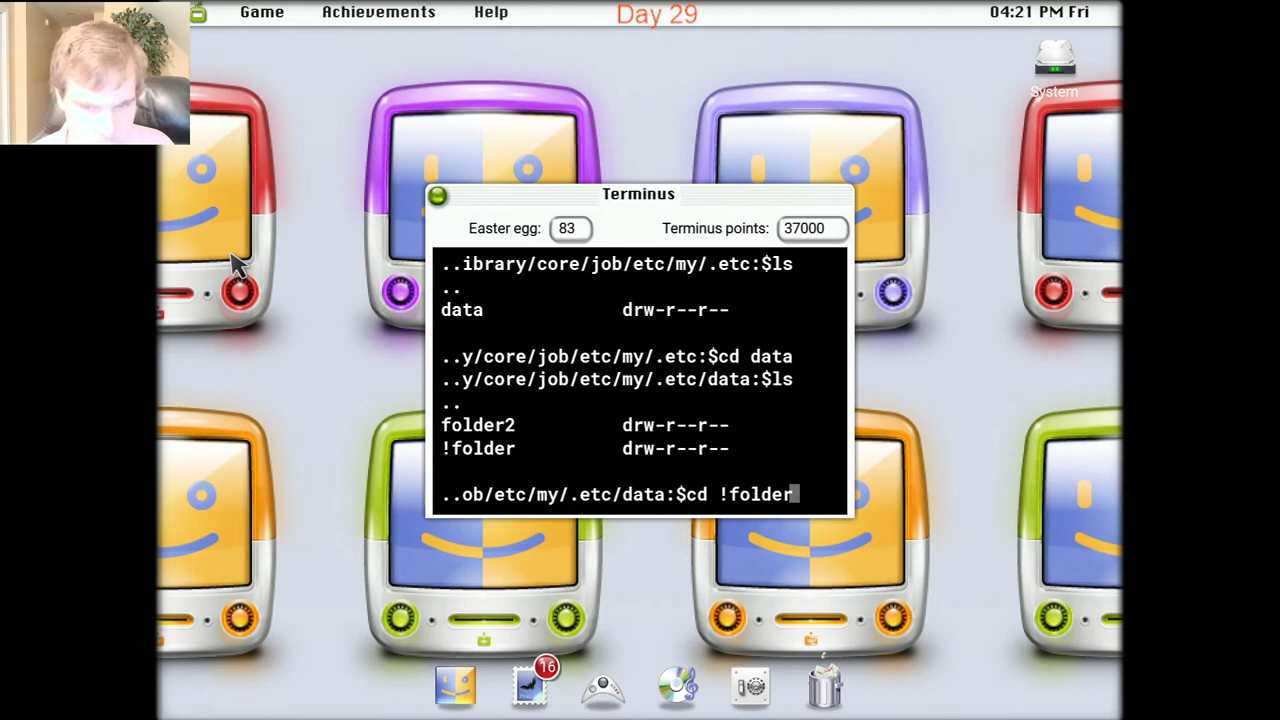 Game Achievements Help Day 29 04:21 PM Fri
System
Terminus
Easter egg: 83 Terminus points: 37000
..ibrary/core/job/etc/my/.etc:$ls
..
data drw-r--r--
..y/core/job/etc/my/.etc:$cd data
..y/core/job/etc/my/.etc/data:$ls
..
folder2 drw-r--r--
!folder drw-r--r--
..ob/etc/my/.etc/data:$cd !folder
16